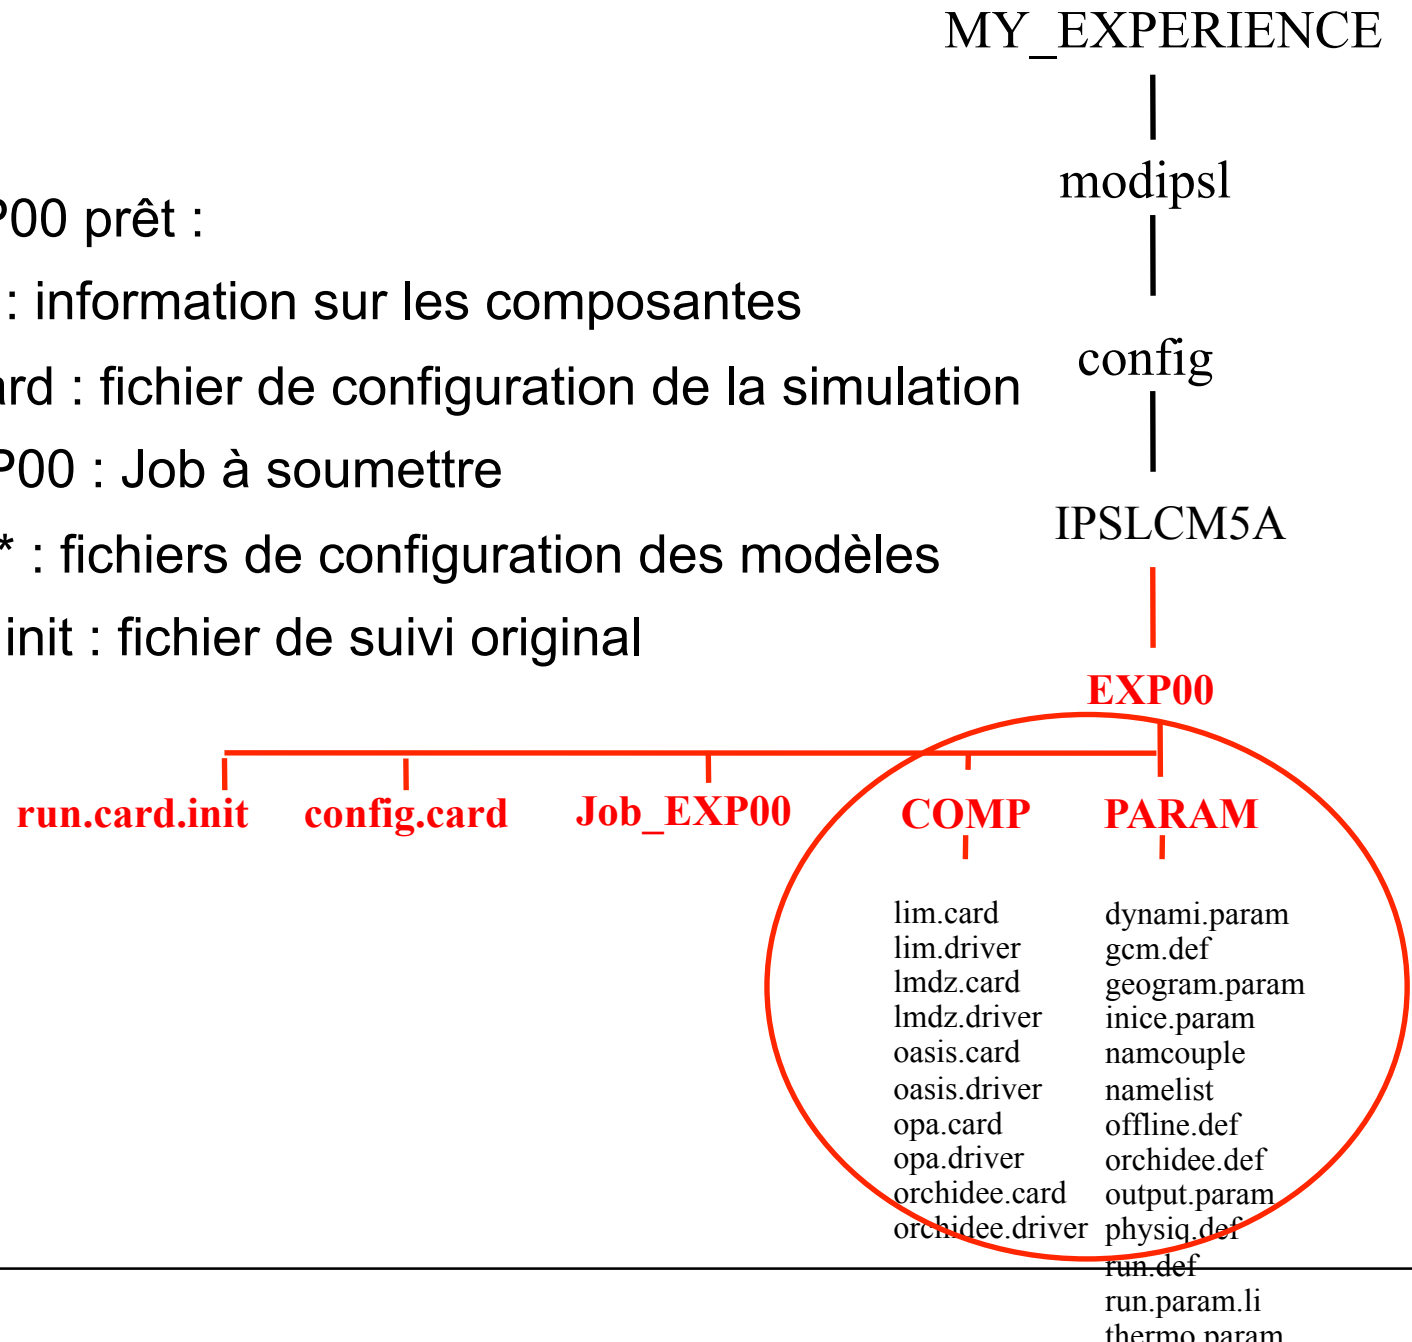 MY_EXPERIENCE
modipsl
P00 prêt :
: information sur les composantes
config
ard : fichier de configuration de la simulation
P00 : Job à soumettre
IPSLCM5A
* : fichiers de configuration des modèles
init : fichier de suivi original
EXP00
run.card.init config.card Job_EXP00 COMP PARAM
lim.card dynami.param
lim.driver gcm.def
lmdz.card geogram.param
lmdz.driver inice.param
oasis.card namcouple
oasis.driver namelist
opa.card offline.def
opa.driver orchidee.def
orchidee.card output.param
orchidee.driver physiq.def
run.def
run.param.li
thermo.param